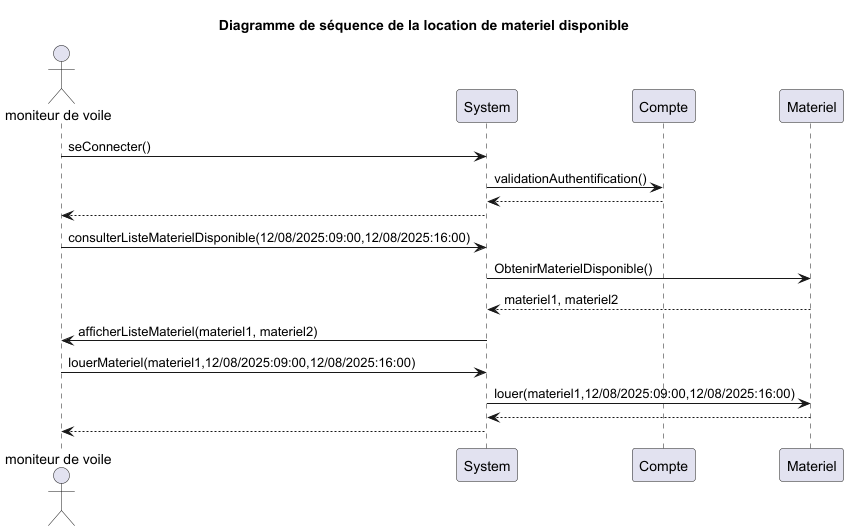 Diagramme de séquence de la location de materiel disponible
moniteur de voile
System
Compte
Materiel
seConnecter()
validationAuthentification()
consulterListeMaterielDisponible(12/08/2025:09:00,12/08/2025:16:00)
ObtenirMaterielDisponible()
materiel1, materiel2
afficherListeMateriel(materiel1, materiel2)
louerMateriel(materiel1,12/08/2025:09:00,12/08/2025:16:00)
louer(materiel1,12/08/2025:09:00,12/08/2025:16:00)
moniteur de voile
System
Compte
Materiel